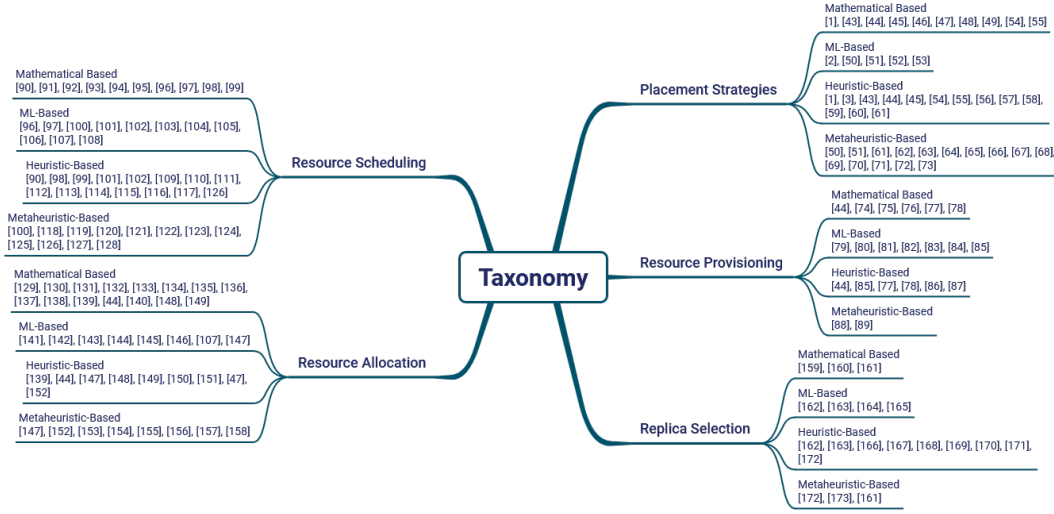 Taxonomy
Placement Strategies
Mathematical Based
[1], [43], [44], [45], [46], [47], [48], [49], [54], [55]
ML-Based
[2], [50], [51], [52], [53]
Heuristic-Based
[1], [3], [43], [44], [45], [54], [55], [56], [57], [58],
[59], [60], [61]
Metaheuristic-Based
[50], [51], [61], [62], [63], [64], [65], [66], [67], [68],
[69], [70], [71], [72], [73]
Resource Provisioning
Mathematical Based
[44], [74], [75], [76], [77], [78]
ML-Based
[79], [80], [81], [82], [83], [84], [85]
Heuristic-Based
[44], [85], [77], [78], [86], [87]
Metaheuristic-Based
[88], [89]
Replica Selection
Mathematical Based
[159], [160], [161]
ML-Based
[162], [163], [164], [165]
Heuristic-Based
[162], [163], [166], [167], [168], [169], [170], [171],
[172]
Metaheuristic-Based
[172], [173], [161]
Resource Scheduling
Mathematical Based
[90], [91], [92], [93], [94], [95], [96], [97], [98], [99]
ML-Based
[96], [97], [100], [101], [102], [103], [104], [105],
[106], [107], [108]
Heuristic-Based
[90], [98], [99], [101], [102], [109], [110], [111],
[112], [113], [114], [115], [116], [117], [126]
Metaheuristic-Based
[100], [118], [119], [120], [121], [122], [123], [124],
[125], [126], [127], [128]
Resource Allocation
Mathematical Based
[129], [130], [131], [132], [133], [134], [135], [136],
[137], [138], [139], [44], [140], [148], [149]
ML-Based
[141], [142], [143], [144], [145], [146], [107], [147]
Heuristic-Based
[139], [44], [147], [148], [149], [150], [151], [47],
[152]
Metaheuristic-Based
[147], [152], [153], [154], [155], [156], [157], [158]